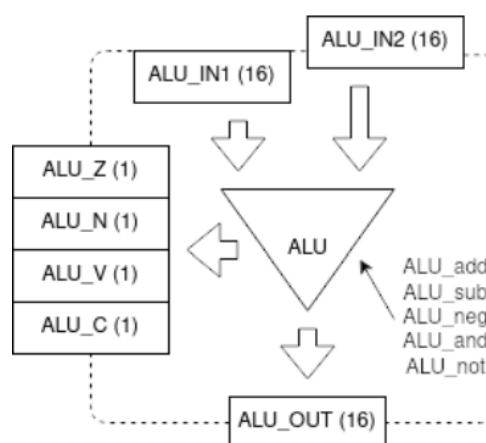 ALU_IN2 (16)
ALU_IN1 (16)
ALU_Z (1)
ALU_N (1)
ALU_V (1)
ALU_C (1)
ALU
ALU_add
ALU_sub
ALU_neg
ALU_and
ALU_not
ALU_OUT (16)